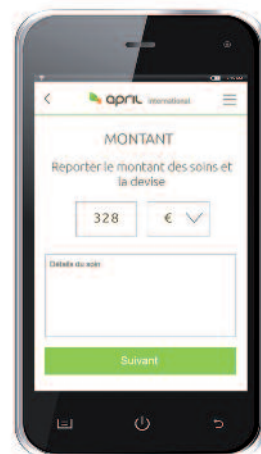 april international
MONTANT
Reporter le montant des soins et
la devise
328 €
Détails du soin
Suivant